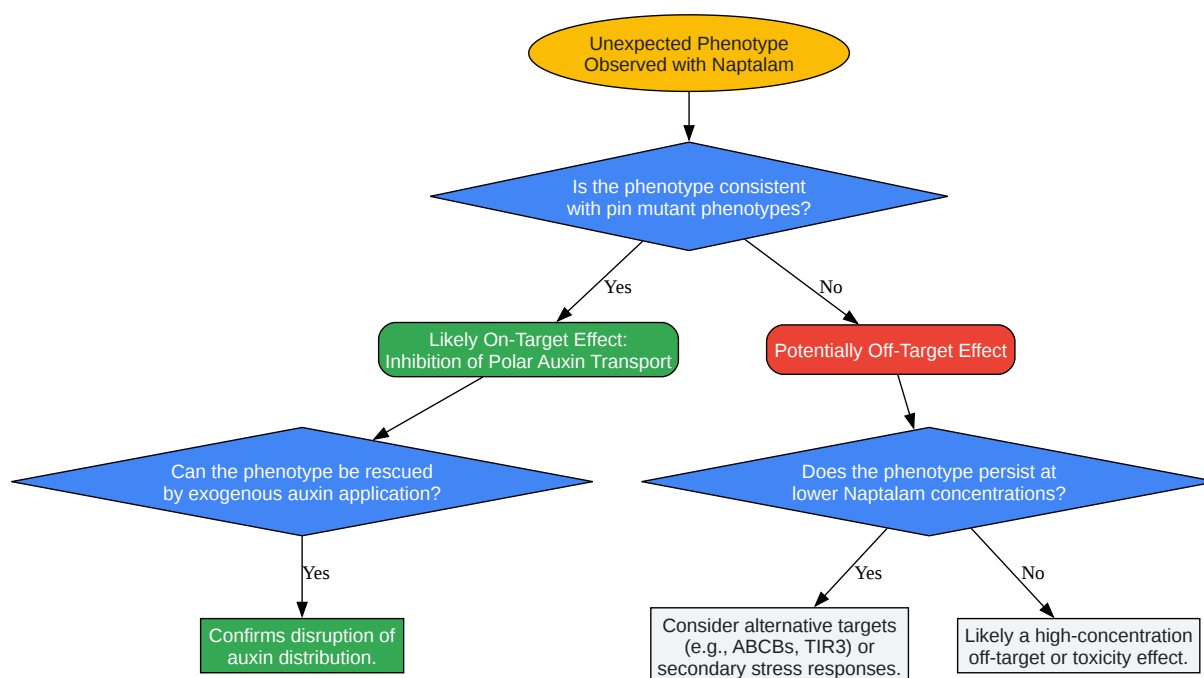 Unexpected Phenotype
Observed with Naptalam
Is the phenotype consistent
with pin mutant phenotypes?
Yes
No
Likely On-Target Effect:
Inhibition of Polar Auxin Transport
Potentially Off-Target Effect
Can the phenotype be rescued
by exogenous auxin application?
Does the phenotype persist at
lower Naptalam concentrations?
Yes
Yes
No
Confirms disruption of
auxin distribution.
Consider alternative targets
(e.g., ABCBs, TIR3) or
secondary stress responses.
Likely a high-concentration
off-target or toxicity effect.